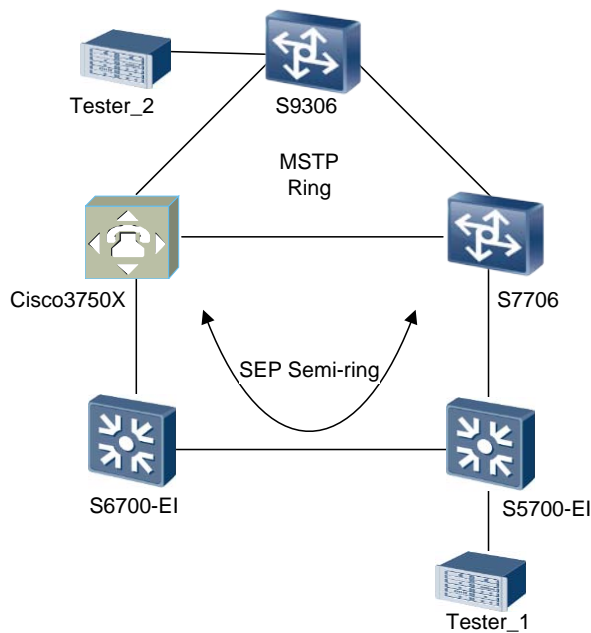 Tester_2
S9306
MSTP
Ring
Cisco3750X
S7706
SEP Semi-ring
S6700-EI
S5700-EI
Tester_1